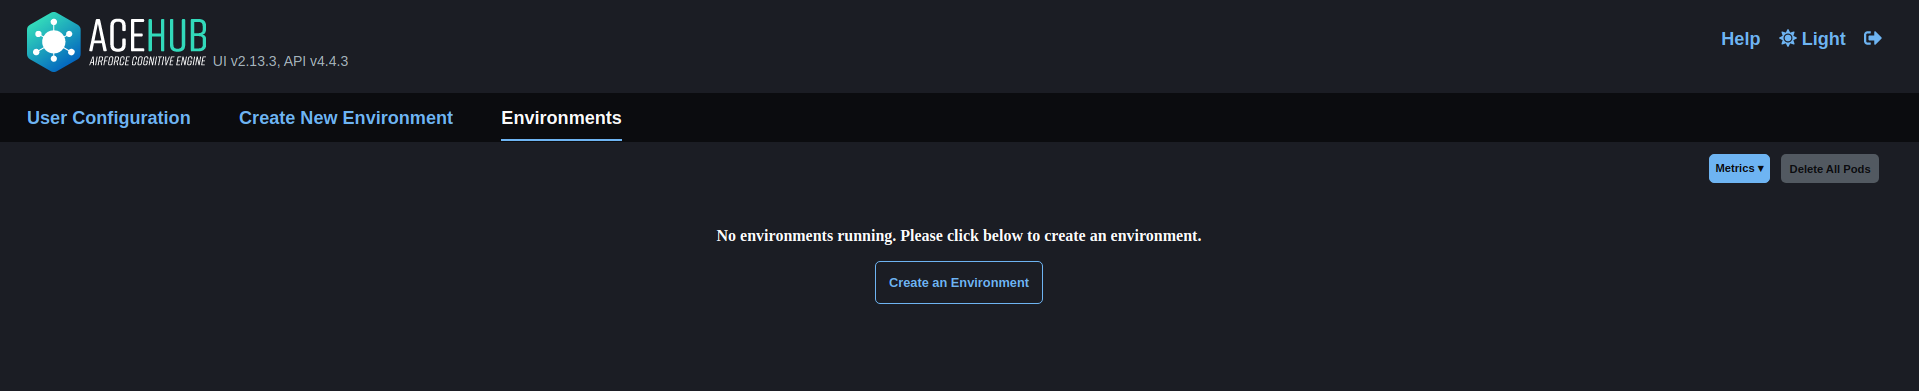 ACEHUB
AIRFORCE COGNITIVE ENGINE
UI v2.13.3, API v4.4.3
Help
Light
User Configuration
Create New Environment
Environments
Metrics ▾
Delete All Pods
No environments running. Please click below to create an environment.
Create an Environment